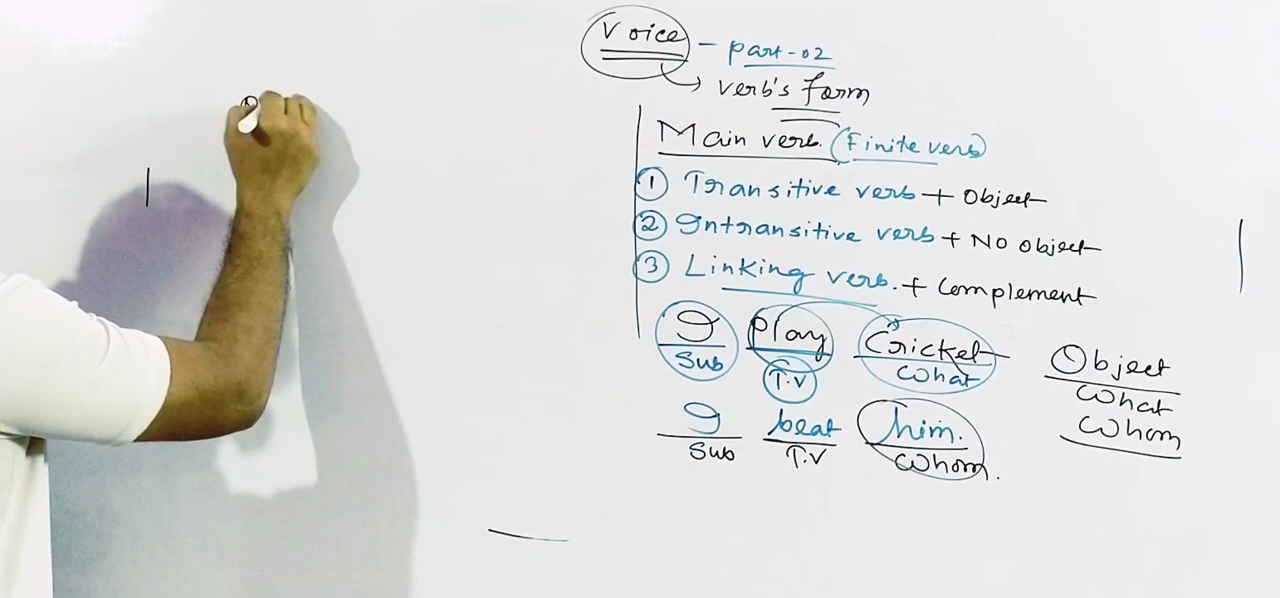 Voice - part-02
verb's form
Main verb. (Finite verb)
1 Transitive verb + Object
2 Intransitive verb + No object
3 Linking verb. + Complement
I play Cricket
Sub T.V What
I beat him.
Sub T.V Whom.
Object
What
Whom